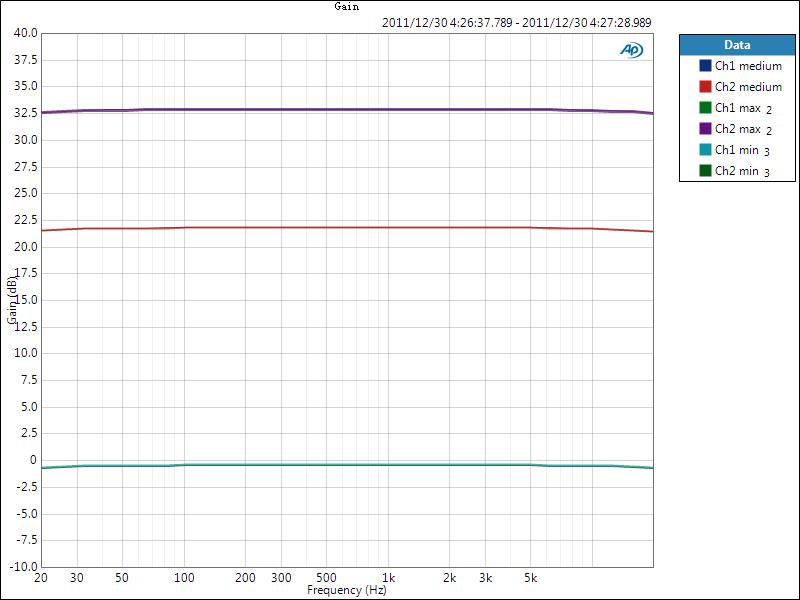 Gain
2011/12/30 4:26:37.789 - 2011/12/30 4:27:28.989
40.0
37.5
35.0
32.5
30.0
27.5
25.0
22.5
20.0
17.5
15.0
12.5
10.0
7.5
5.0
2.5
0
-2.5
-5.0
-7.5
-10.0
Gain (dB)
20 30 50 100 200 300 500 1k 2k 3k 5k
Frequency (Hz)
AP
Data
Ch1 medium
Ch2 medium
Ch1 max 2
Ch2 max 2
Ch1 min 3
Ch2 min 3